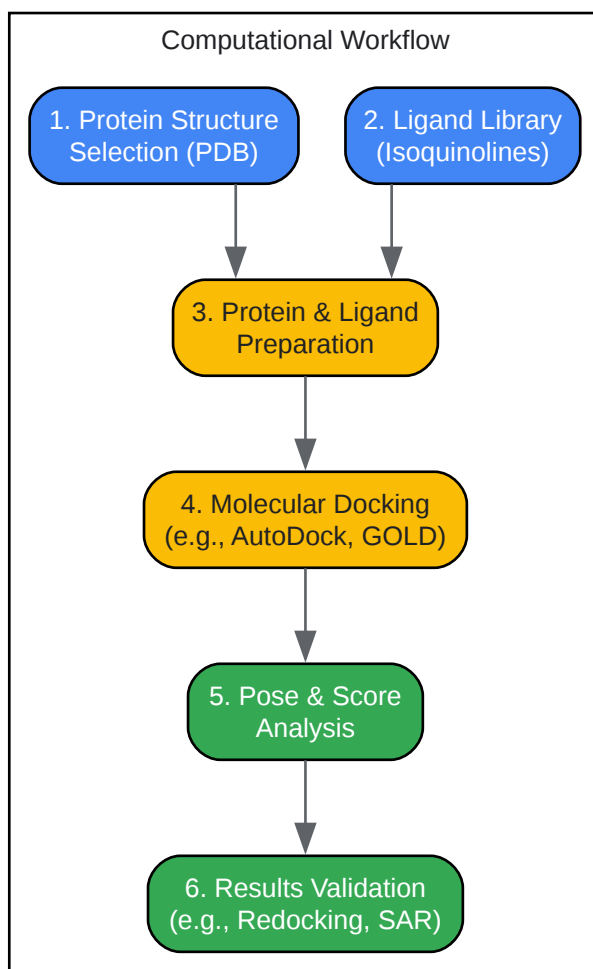 Computational Workflow
1. Protein Structure
Selection (PDB)
2. Ligand Library
(Isoquinolines)
3. Protein & Ligand
Preparation
4. Molecular Docking
(e.g., AutoDock, GOLD)
5. Pose & Score
Analysis
6. Results Validation
(e.g., Redocking, SAR)